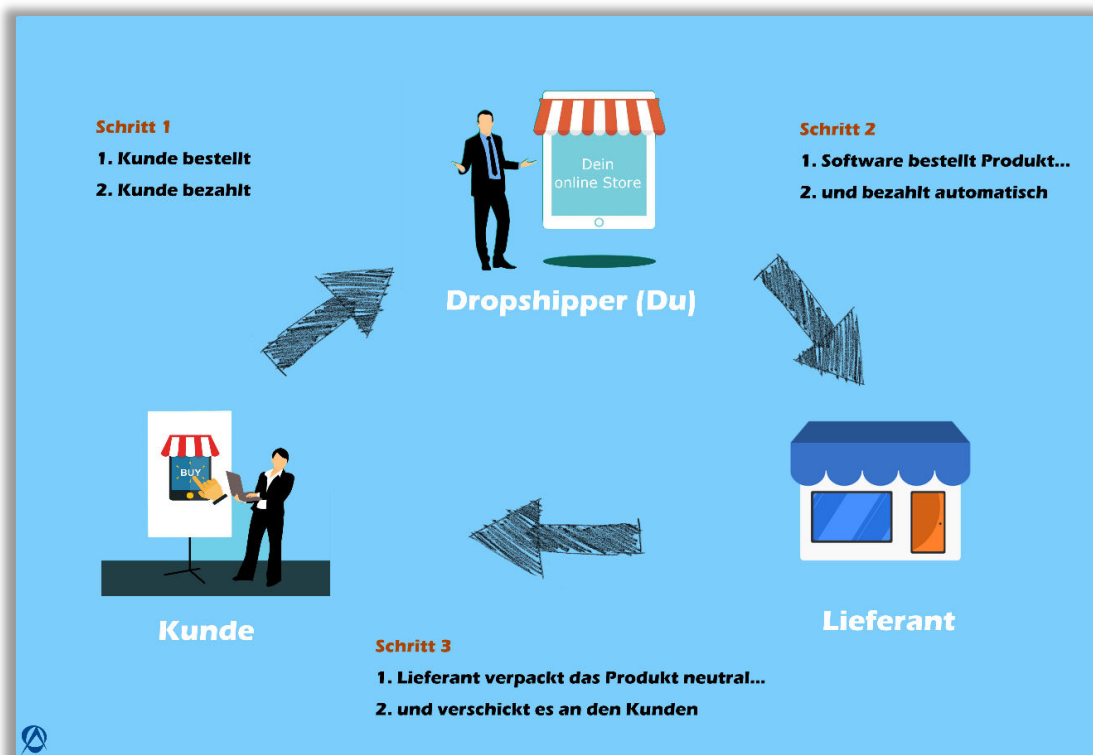 Schritt 1
1. Kunde bestellt
2. Kunde bezahlt
Dein
online Store
Dropshipper (Du)
Schritt 2
1. Software bestellt Produkt...
2. und bezahlt automatisch
BUY
Kunde
Lieferant
Schritt 3
1. Lieferant verpackt das Produkt neutral...
2. und verschickt es an den Kunden